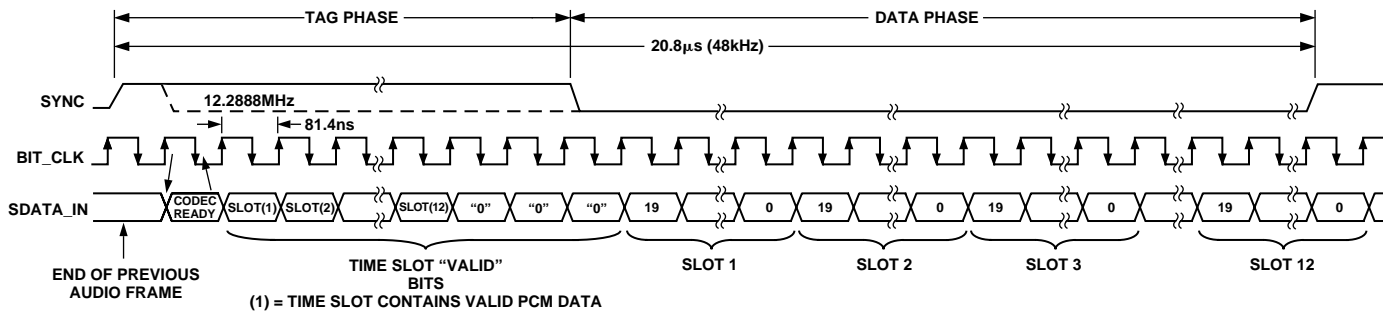 TAG PHASE
DATA PHASE
20.8µs (48kHz)
SYNC
12.2888MHz
81.4ns
BIT_CLK
SDATA_IN
CODEC
READY
SLOT(1)
SLOT(2)
SLOT(12)
“0”
“0”
“0”
19
0
19
0
19
0
19
0
END OF PREVIOUS
AUDIO FRAME
TIME SLOT “VALID”
BITS
(1) = TIME SLOT CONTAINS VALID PCM DATA
SLOT 1
SLOT 2
SLOT 3
SLOT 12